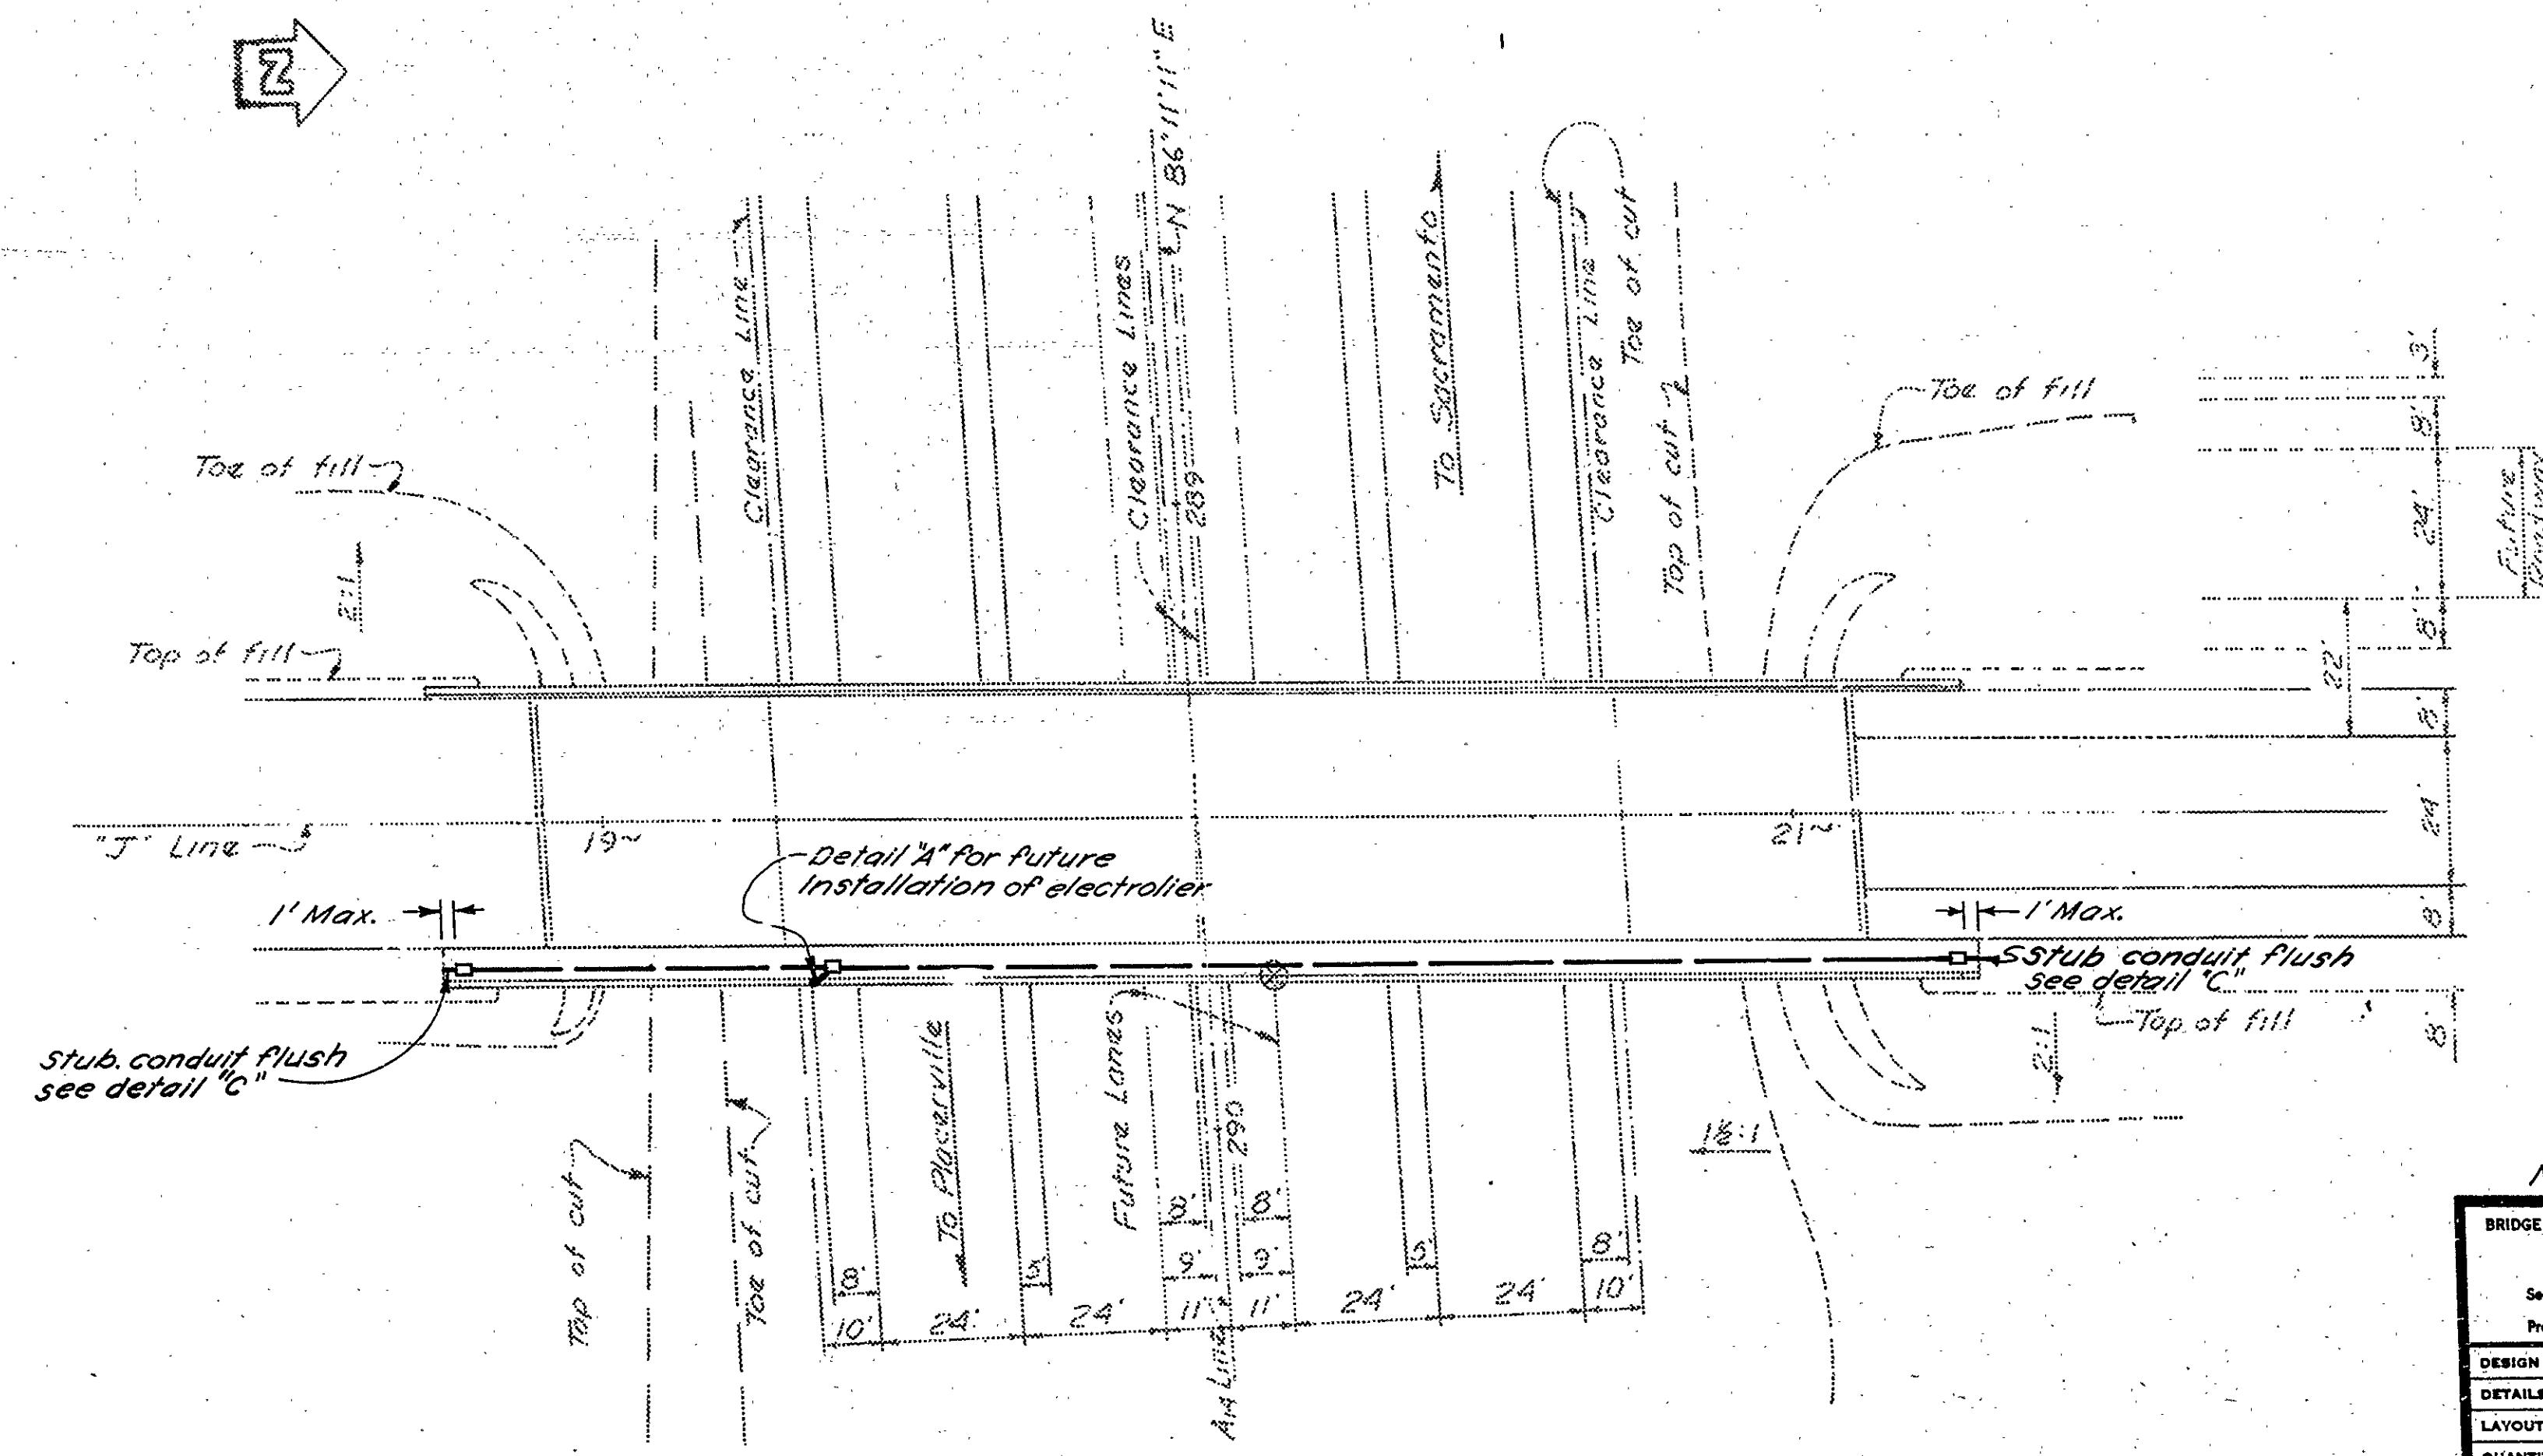 N
N 86°11'11" E
Clearance Line
Clearance Lines
289
To Sacramento
Clearance Line
Toe of cut
Top of cut
Toe of fill
3'
8'
24'
8'
22'
Future
Toe of fill
2:1
Top of fill
8'
24'
8'
"J" Line
19~
21~
Detail "A" for future
Installation of electrolier
1' Max.
1' Max.
Stub conduit flush
see detail "C"
Top of fill
8'
2:1
Stub. conduit flush
see detail "C"
Top of cut
Toe of cut
To Placerville
Future Lanes
290
1½:1
8'
8'
9'
9'
5'
8'
8'
5'
10'
24'
24'
11'
11'
24'
24'
10'
A14 Line
BRIDGE
DESIGN
DETAILS
LAYOUT